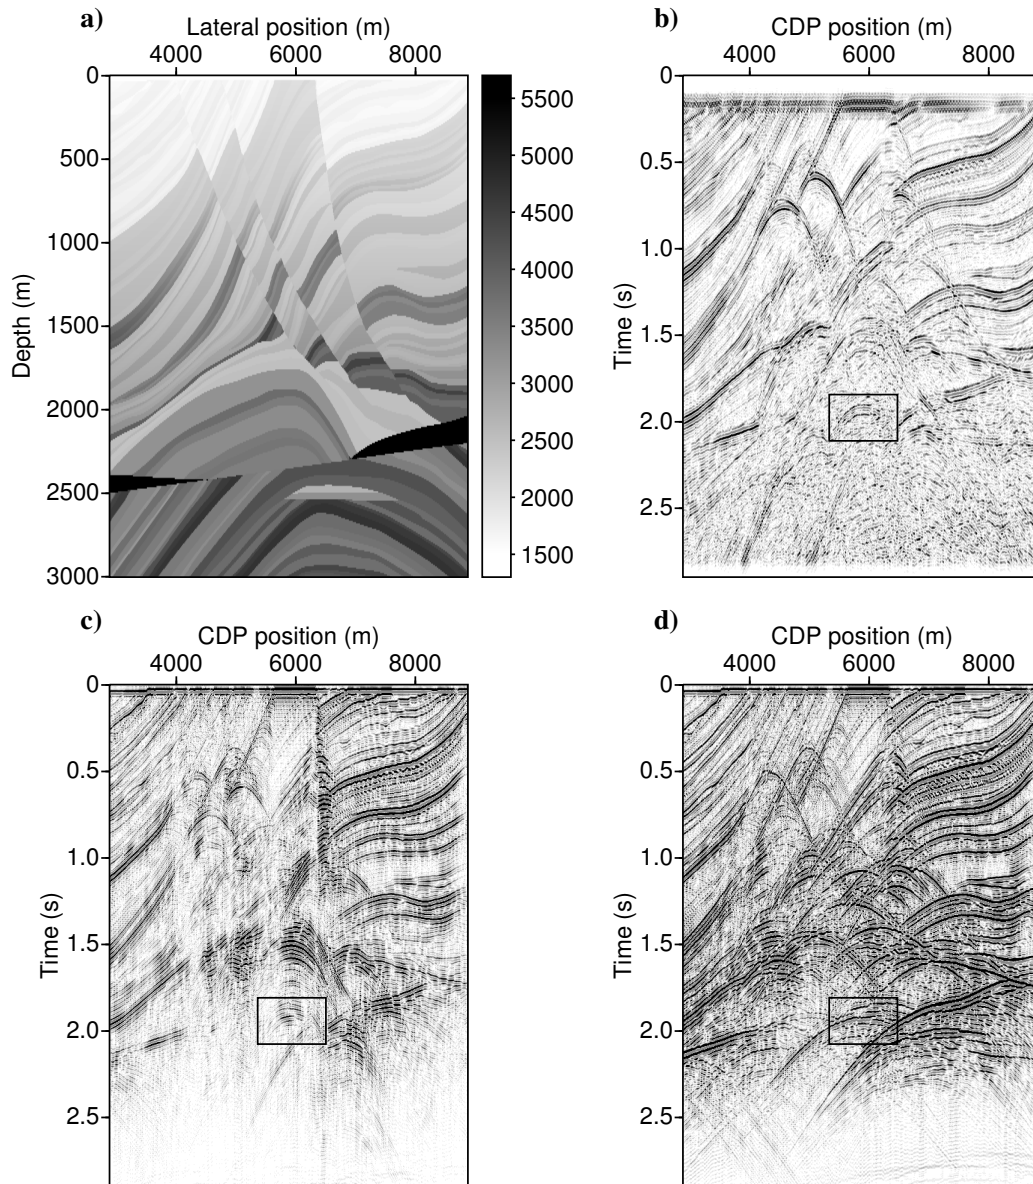 a)
Lateral position (m)
4000 6000 8000
0
500
1000
1500
2000
2500
3000
Depth (m)
5500
5000
4500
4000
3500
3000
2500
2000
1500
b)
CDP position (m)
4000 6000 8000
0
0.5
1.0
1.5
2.0
2.5
Time (s)
c)
CDP position (m)
4000 6000 8000
0
0.5
1.0
1.5
2.0
2.5
Time (s)
d)
CDP position (m)
4000 6000 8000
0
0.5
1.0
1.5
2.0
2.5
Time (s)